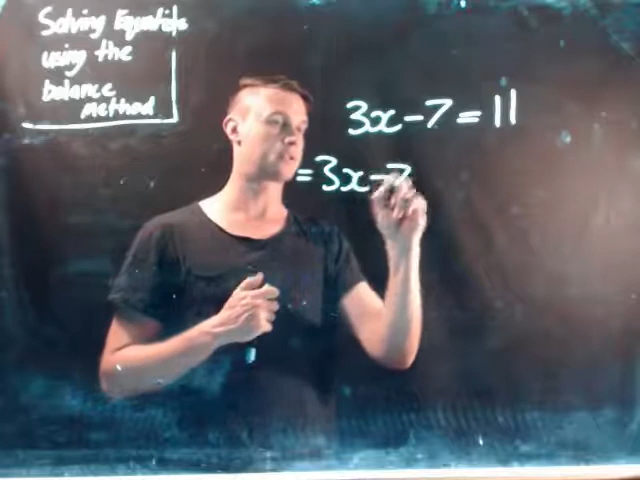 Solving Equations
using the
balance
method
3x-7=11
=3x-7